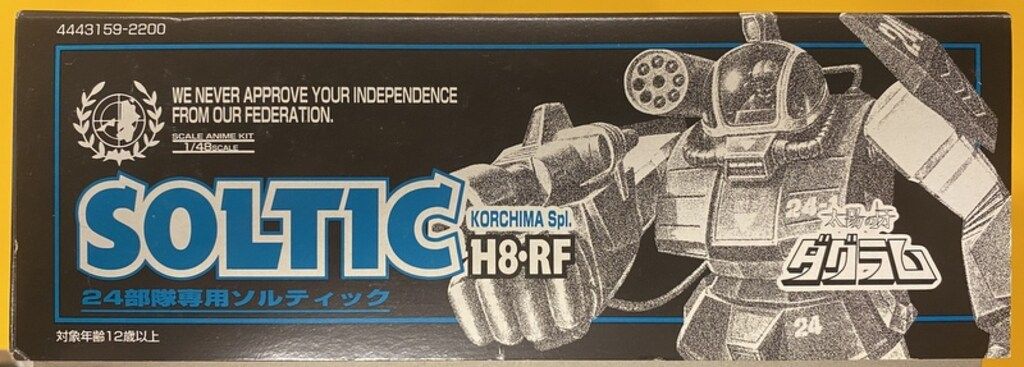 4443159-2200
WE NEVER APPROVE YOUR INDEPENDENCE
FROM OUR FEDERATION.
SCALE ANIME KIT
1/48SCALE
SOLTIC
KORCHIMA Spl.
H8·RF
24部隊専用ソルティック
対象年齢12歳以上
24
24
太陽の牙
ダグラム
24